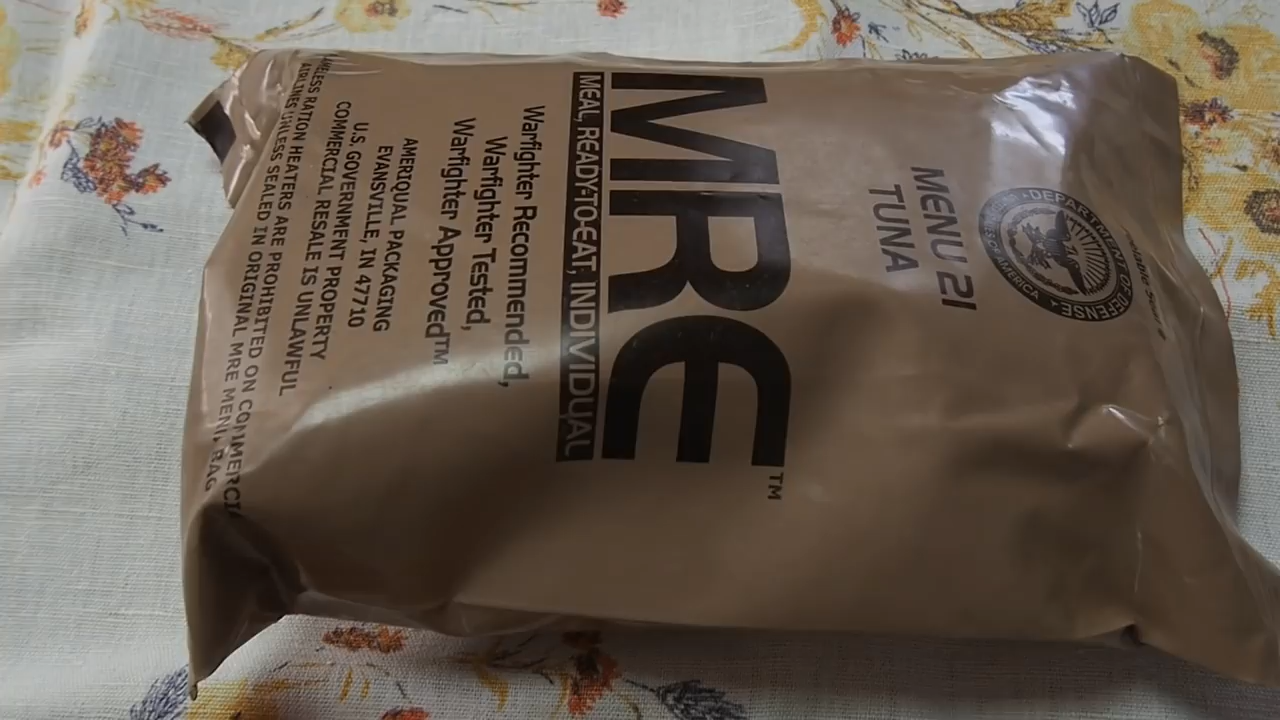 DEPARTMENT OF DEFENSE
OF AMERICA
MENU 21
TUNA
MRE™
MEAL, READY-TO-EAT, INDIVIDUAL
Warfighter Recommended,
Warfighter Tested,
Warfighter Approved™
AMERIQUAL PACKAGING
EVANSVILLE, IN 47710
U.S. GOVERNMENT PROPERTY
COMMERCIAL RESALE IS UNLAWFUL
RATION HEATERS ARE PROHIBITED ON COMMERCI
AIRLINES UNLESS SEALED IN ORIGINAL MRE MENU BAG